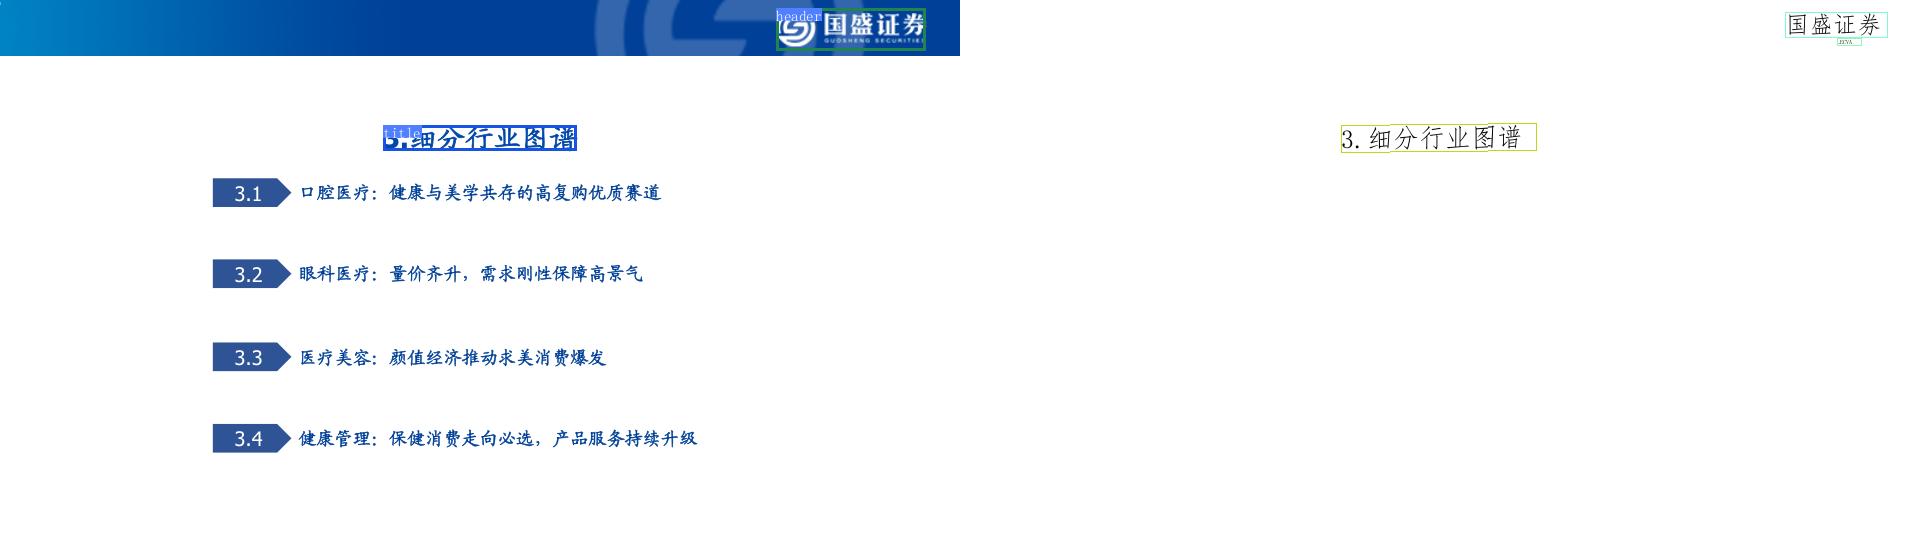 header
国盛证券
GUOSHENG SECURITIES
title
3.细分行业图谱
3.1 口腔医疗：健康与美学共存的高复购优质赛道
3.2 眼科医疗：量价齐升，需求刚性保障高景气
3.3 医疗美容：颜值经济推动求美消费爆发
3.4 健康管理：保健消费走向必选，产品服务持续升级
国盛证券
3. 细分行业图谱